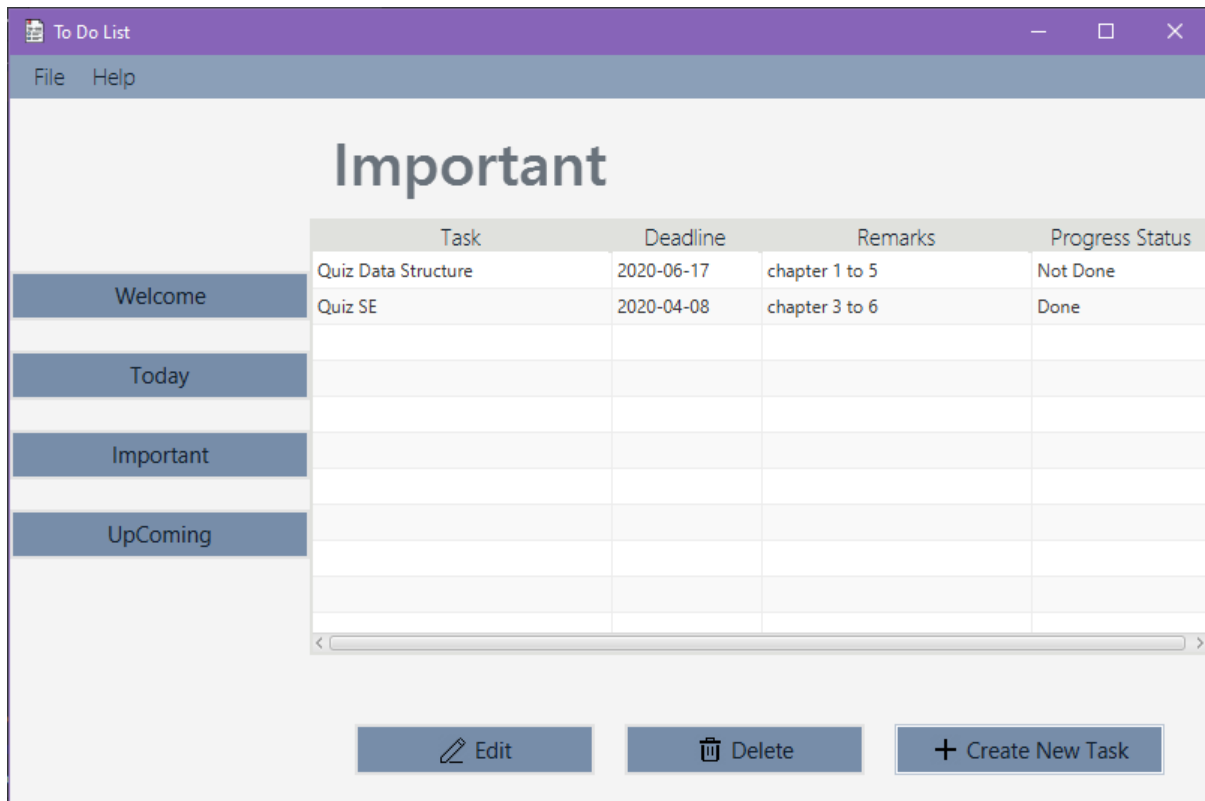 To Do List
File Help
Important
Task Deadline Remarks Progress Status
Quiz Data Structure 2020-06-17 chapter 1 to 5 Not Done
Quiz SE 2020-04-08 chapter 3 to 6 Done
Welcome
Today
Important
UpComing
Edit Delete Create New Task